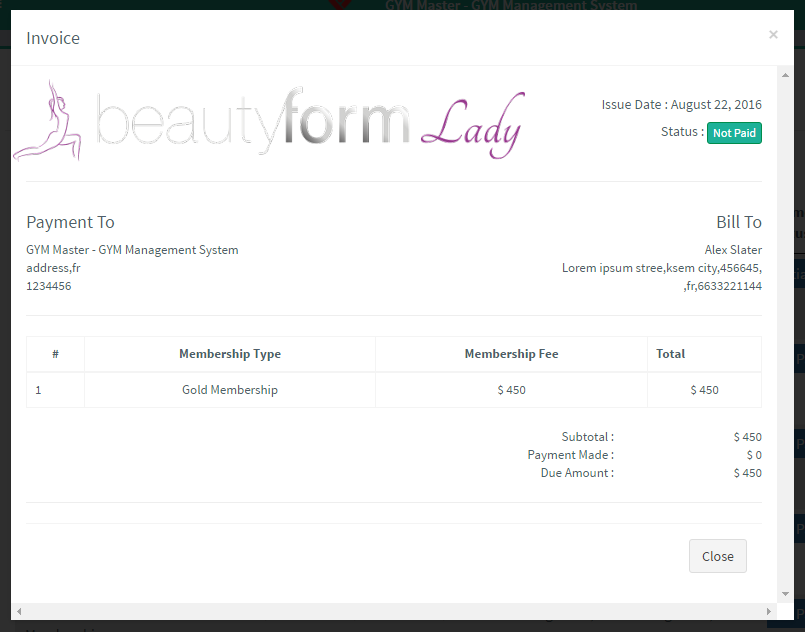 GYM Master - GYM Management System
Invoice
×
beautyform Lady
Issue Date : August 22, 2016
Status : Not Paid
Payment To
Bill To
GYM Master - GYM Management System
Alex Slater
address,fr
Lorem ipsum stree,ksem city,456645,
1234456
,fr,6633221144
# Membership Type Membership Fee Total
1 Gold Membership $ 450 $ 450
Subtotal : $ 450
Payment Made : $ 0
Due Amount : $ 450
Close